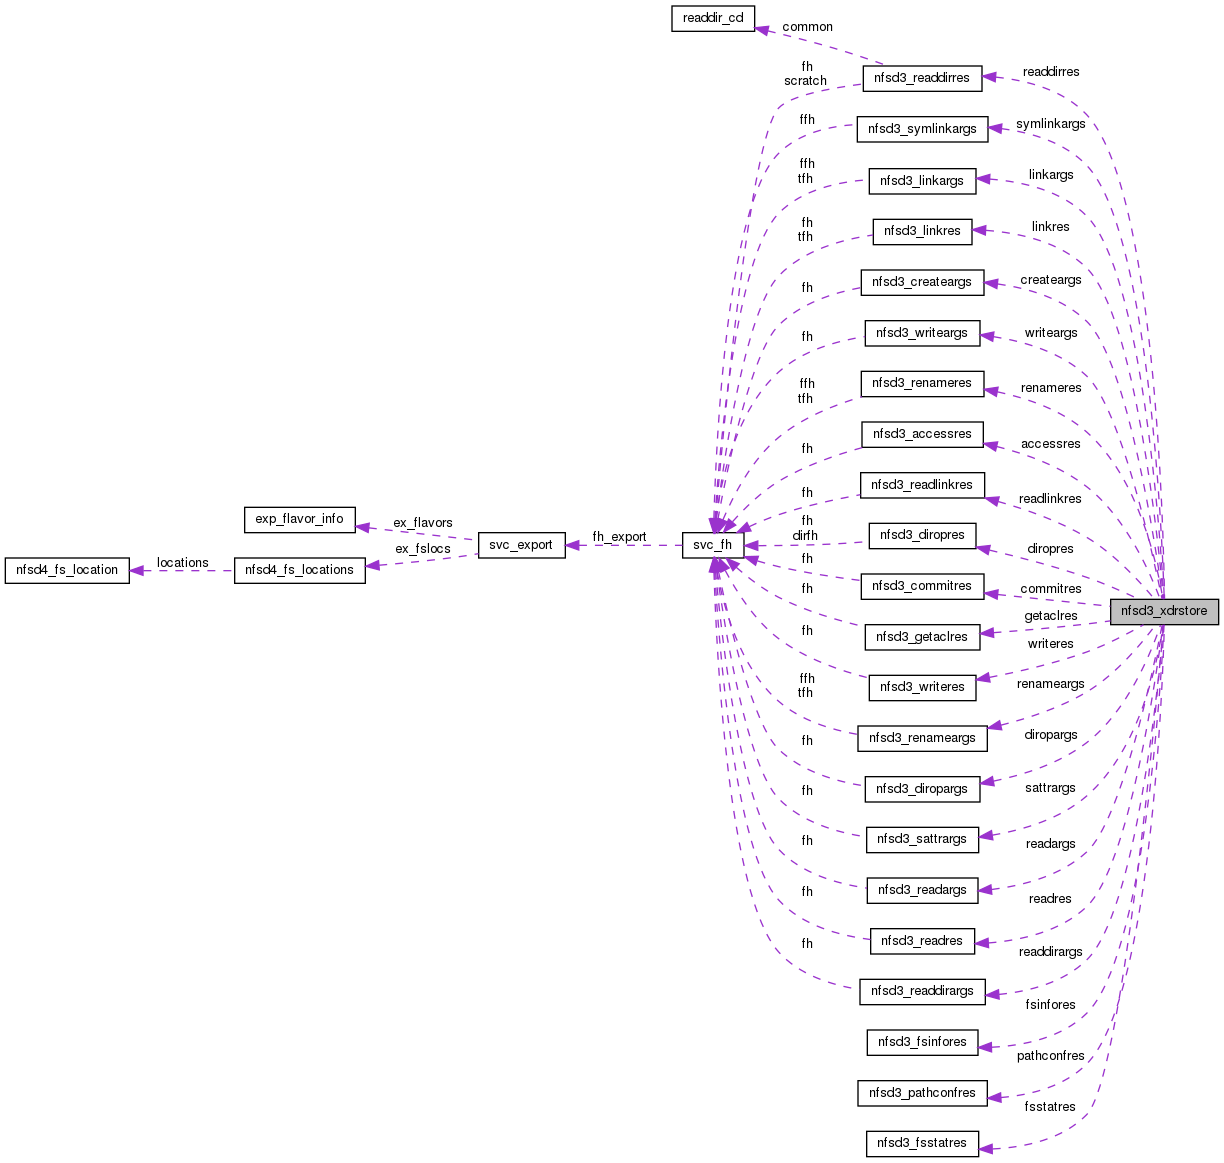 readdir_cd
common
fh
scratch
nfsd3_readdirres
readdirres
ffh
nfsd3_symlinkargs
symlinkargs
ffh
tfh
nfsd3_linkargs
linkargs
fh
tfh
nfsd3_linkres
linkres
fh
nfsd3_createargs
createargs
fh
nfsd3_writeargs
writeargs
ffh
tfh
nfsd3_renameres
renameres
fh
nfsd3_accessres
accessres
fh
nfsd3_readlinkres
readlinkres
exp_flavor_info
ex_flavors
nfsd4_fs_location
locations
nfsd4_fs_locations
ex_fslocs
svc_export
fh_export
svc_fh
fh
dirfh
nfsd3_diropres
diropres
fh
nfsd3_commitres
commitres
nfsd3_xdrstore
fh
nfsd3_getaclres
getaclres
fh
nfsd3_writeres
writeres
ffh
tfh
nfsd3_renameargs
renameargs
fh
nfsd3_diropargs
diropargs
fh
nfsd3_sattrargs
sattrargs
fh
nfsd3_readargs
readargs
fh
nfsd3_readres
readres
fh
nfsd3_readdirargs
readdirargs
nfsd3_fsinfores
fsinfores
nfsd3_pathconfres
pathconfres
nfsd3_fsstatres
fsstatres